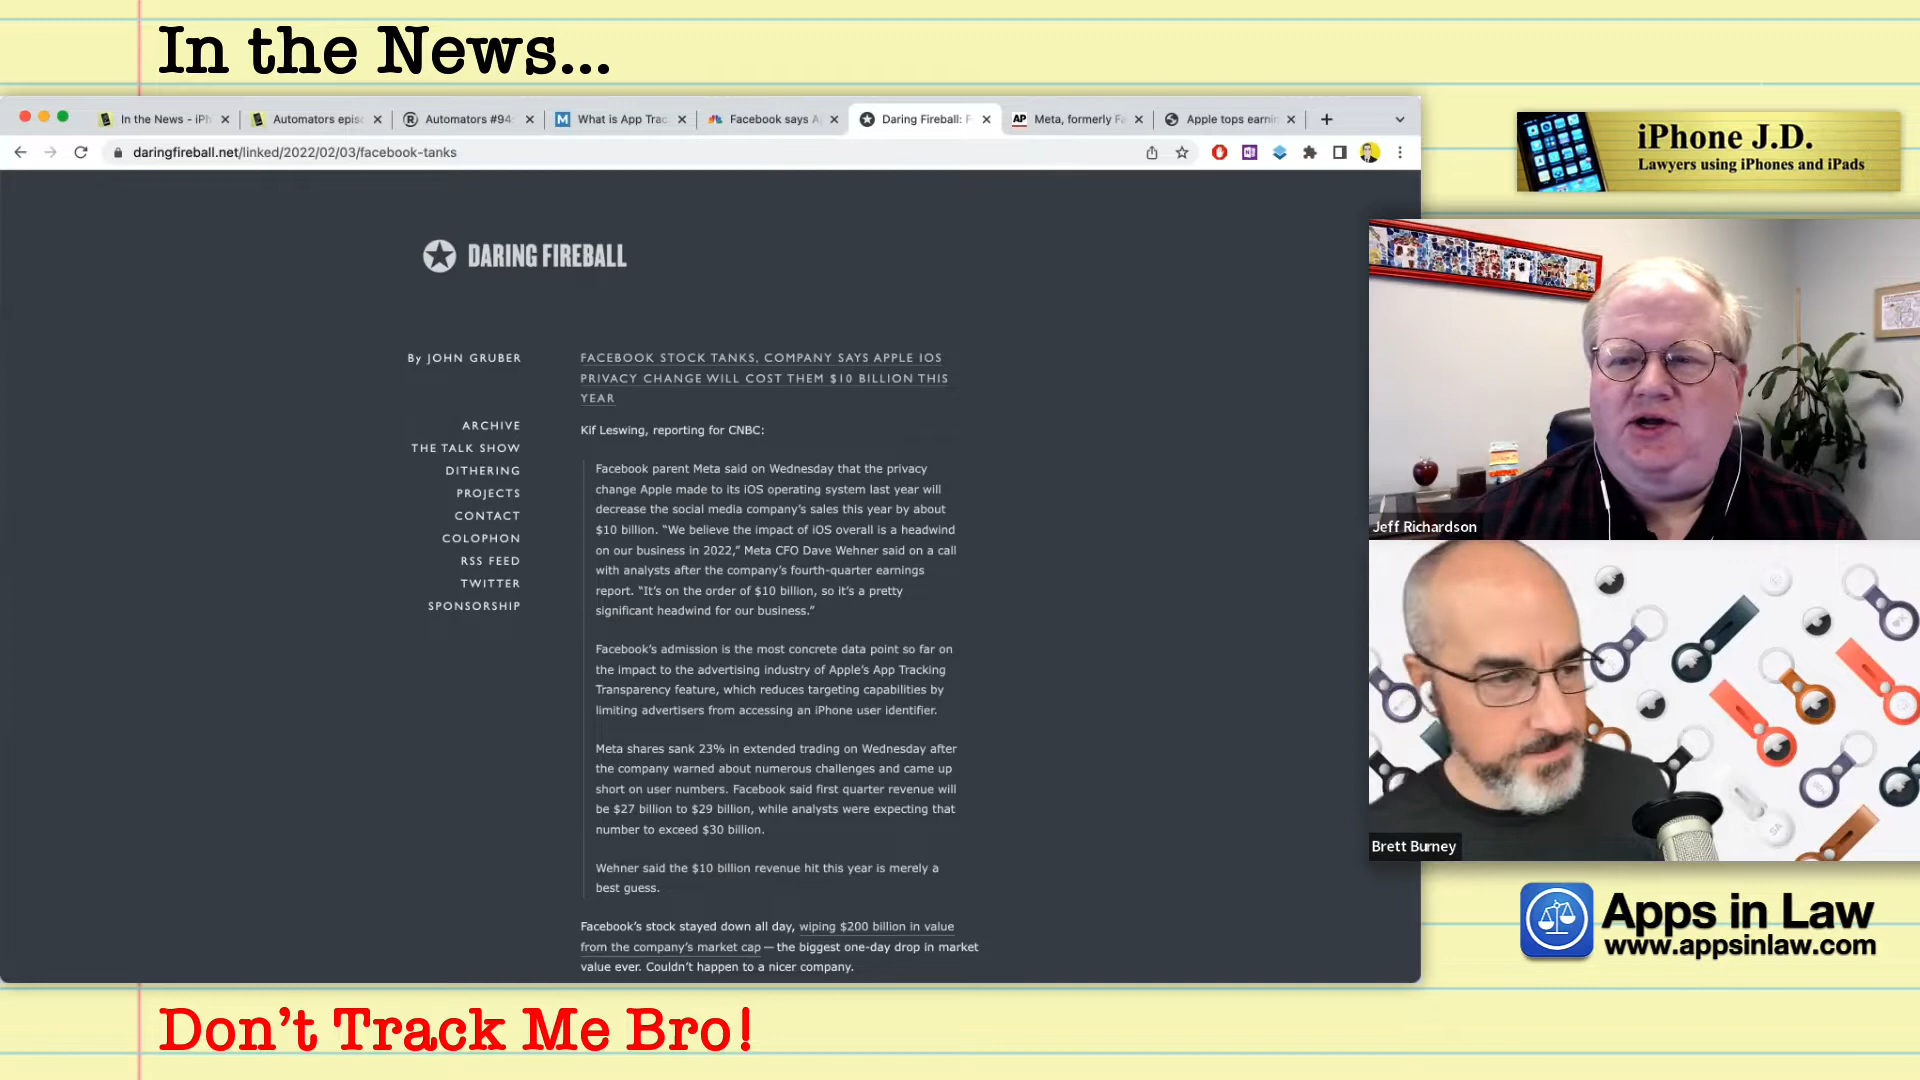 In the News...
In the News - iPh
Automators epis
Automators #94:
What is App Trac
Facebook says A
Daring Fireball: F
Meta, formerly Fa
Apple tops earnin
daringfireball.net/linked/2022/02/03/facebook-tanks
iPhone J.D.
Lawyers using iPhones and iPads
DARING FIREBALL
By JOHN GRUBER
ARCHIVE
THE TALK SHOW
DITHERING
PROJECTS
CONTACT
COLOPHON
RSS FEED
TWITTER
SPONSORSHIP
FACEBOOK STOCK TANKS, COMPANY SAYS APPLE IOS
PRIVACY CHANGE WILL COST THEM $10 BILLION THIS
YEAR
Kif Leswing, reporting for CNBC:
Facebook parent Meta said on Wednesday that the privacy
change Apple made to its iOS operating system last year will
decrease the social media company’s sales this year by about
$10 billion. “We believe the impact of iOS overall is a headwind
on our business in 2022,” Meta CFO Dave Wehner said on a call
with analysts after the company’s fourth-quarter earnings
report. “It’s on the order of $10 billion, so it’s a pretty
significant headwind for our business.”
Facebook’s admission is the most concrete data point so far on
the impact to the advertising industry of Apple’s App Tracking
Transparency feature, which reduces targeting capabilities by
limiting advertisers from accessing an iPhone user identifier.
Meta shares sank 23% in extended trading on Wednesday after
the company warned about numerous challenges and came up
short on user numbers. Facebook said first quarter revenue will
be $27 billion to $29 billion, while analysts were expecting that
number to exceed $30 billion.
Wehner said the $10 billion revenue hit this year is merely a
best guess.
Facebook’s stock stayed down all day, wiping $200 billion in value
from the company’s market cap — the biggest one-day drop in market
value ever. Couldn’t happen to a nicer company.
Jeff Richardson
Brett Burney
Apps in Law
www.appsinlaw.com
Don’t Track Me Bro!